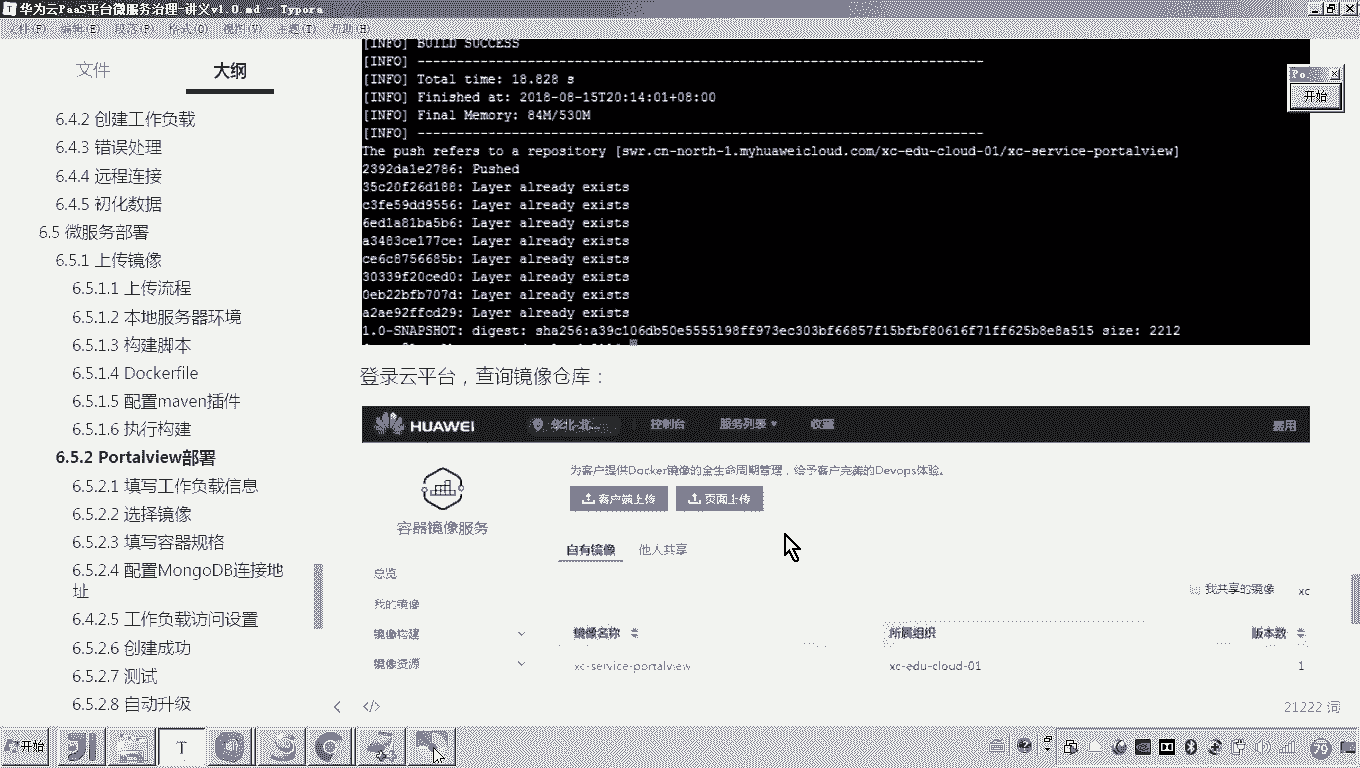 华为云PaaS平台微服务治理-讲义v1.0.md - Typora
文件(F) 编辑(E) 段落(P) 格式(O) 视图(V) 主题(T) 帮助(H)
文件 大纲
6.4.2 创建工作负载
6.4.3 错误处理
6.4.4 远程连接
6.4.5 初化数据
6.5 微服务部署
6.5.1 上传镜像
6.5.1.1 上传流程
6.5.1.2 本地服务器环境
6.5.1.3 构建脚本
6.5.1.4 Dockerfile
6.5.1.5 配置maven插件
6.5.1.6 执行构建
6.5.2 Portalview部署
6.5.2.1 填写工作负载信息
6.5.2.2 选择镜像
6.5.2.3 填写容器规格
6.5.2.4 配置MongoDB连接地
址
6.4.2.5 工作负载访问设置
6.5.2.6 创建成功
6.5.2.7 测试
6.5.2.8 自动升级
[INFO] BUILD SUCCESS
[INFO] ------------------------------------------------------------------------
[INFO] Total time: 18.828 s
[INFO] Finished at: 2018-08-15T20:14:01+08:00
[INFO] Final Memory: 84M/530M
[INFO] ------------------------------------------------------------------------
The push refers to a repository [swr.cn-north-1.myhuaweicloud.com/xc-edu-cloud-01/xc-service-portalview]
2392da1e2786: Pushed
35c20f26d188: Layer already exists
c3fe59dd9556: Layer already exists
6ed1a81ba5b6: Layer already exists
a3483ce177ce: Layer already exists
ce6c8756685b: Layer already exists
30339f20ced0: Layer already exists
0eb22bfb707d: Layer already exists
a2ae92ffcd29: Layer already exists
1.0-SNAPSHOT: digest: sha256:a39c106db50e5555198ff973ec303bf66857f15bfbf80616f71ff625b8e8a515 size: 2212
登录云平台，查询镜像仓库：
HUAWEI 华北-北... 控制台 服务列表 收藏 费用
为客户提供Docker镜像的全生命周期管理，给予客户完美的Devops体验。
客户端上传 页面上传
容器镜像服务
自有镜像 他人共享
总览
我的镜像
镜像构建
镜像资源
我共享的镜像 xc
镜像名称 所属组织 版本数
xc-service-portalview xc-edu-cloud-01 1
</> 21222 词
Po...
开始
开始
79